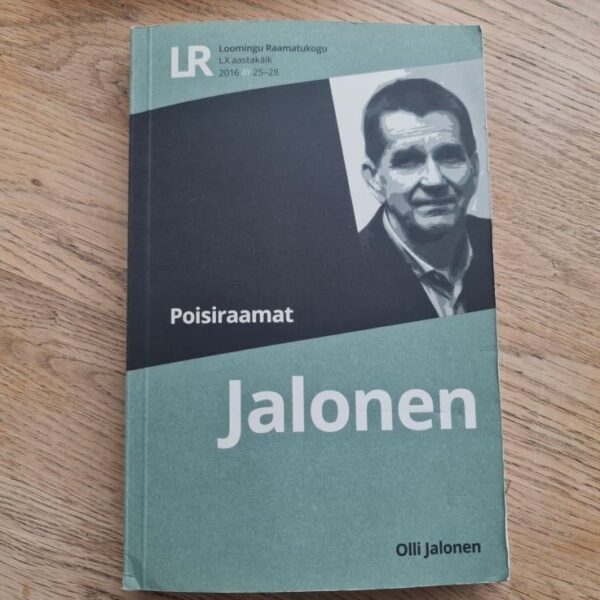 LR
Loomingu Raamatukogu
LX aastakäik
2016 /// 25–28
Poisiraamat
Jalonen
Olli Jalonen